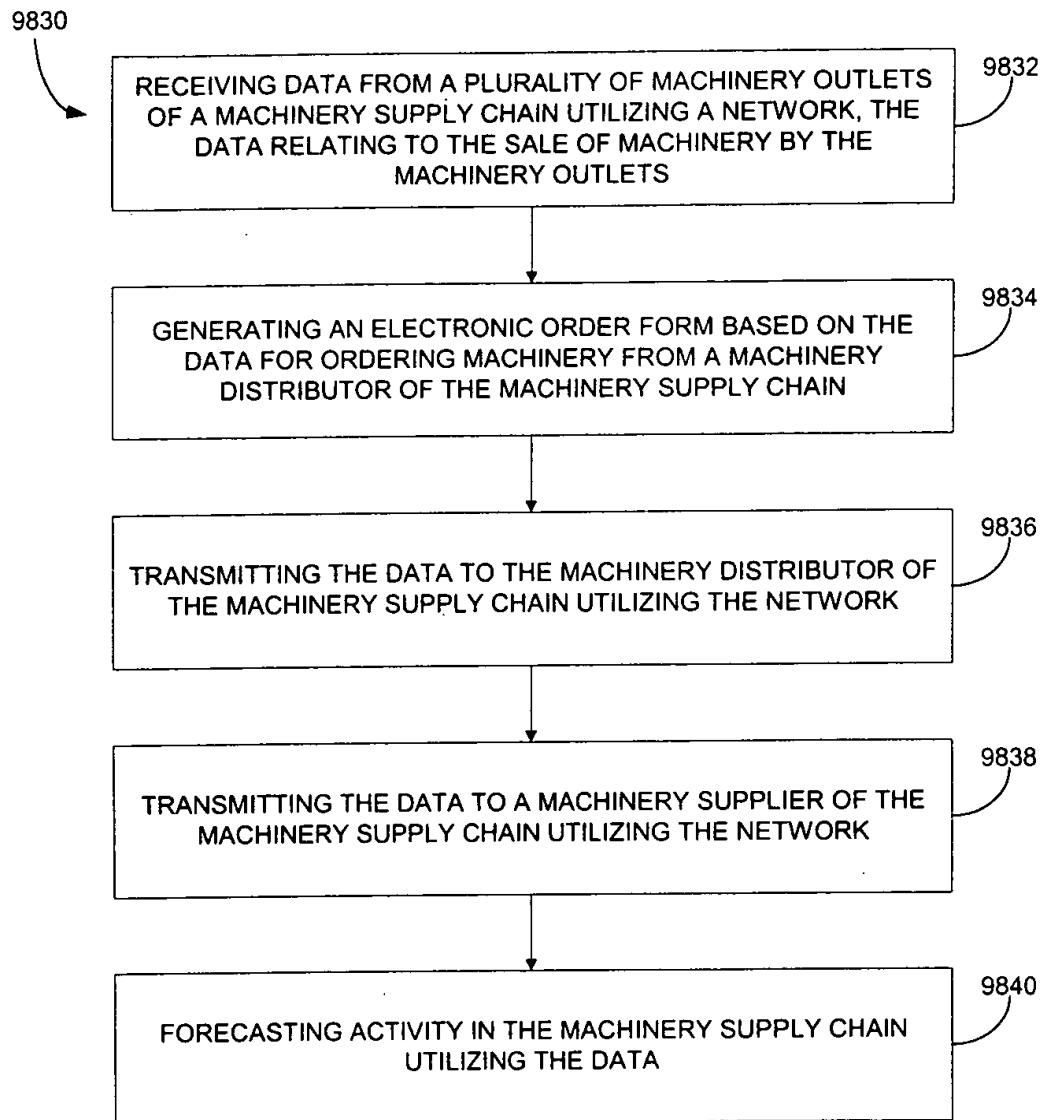 9830
RECEIVING DATA FROM A PLURALITY OF MACHINERY OUTLETS
OF A MACHINERY SUPPLY CHAIN UTILIZING A NETWORK, THE
DATA RELATING TO THE SALE OF MACHINERY BY THE
MACHINERY OUTLETS
9832
GENERATING AN ELECTRONIC ORDER FORM BASED ON THE
DATA FOR ORDERING MACHINERY FROM A MACHINERY
DISTRIBUTOR OF THE MACHINERY SUPPLY CHAIN
9834
TRANSMITTING THE DATA TO THE MACHINERY DISTRIBUTOR OF
THE MACHINERY SUPPLY CHAIN UTILIZING THE NETWORK
9836
TRANSMITTING THE DATA TO A MACHINERY SUPPLIER OF THE
MACHINERY SUPPLY CHAIN UTILIZING THE NETWORK
9838
FORECASTING ACTIVITY IN THE MACHINERY SUPPLY CHAIN
UTILIZING THE DATA
9840